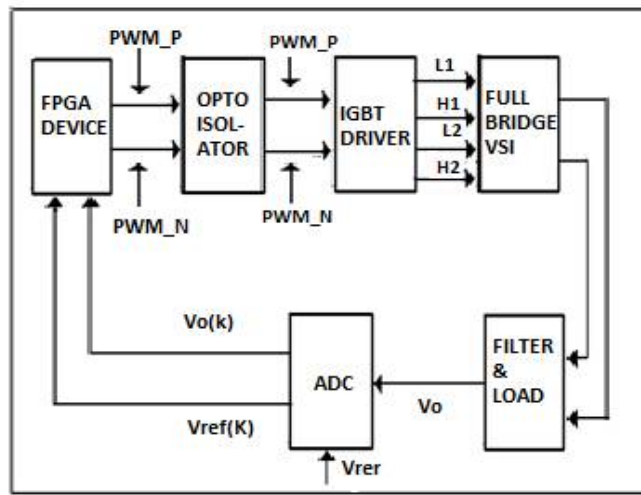 PWM_P
PWM_P
FPGA
DEVICE
OPTO
ISOL-
ATOR
IGBT
DRIVER
L1
H1
L2
H2
FULL
BRIDGE
VSI
PWM_N
PWM_N
Vo(k)
Vref(K)
ADC
Vrer
Vo
FILTER
&
LOAD